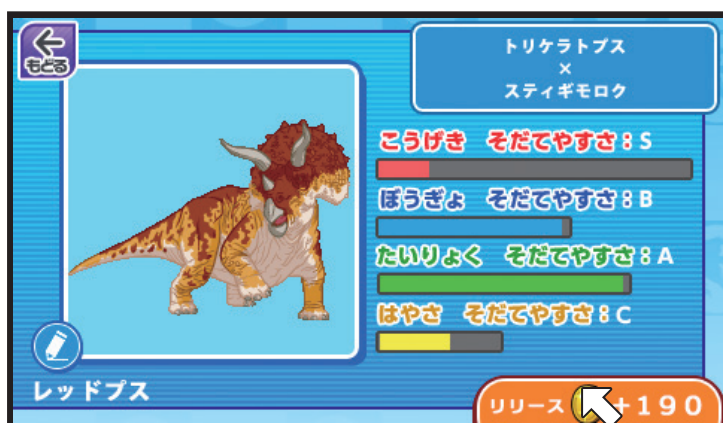 もどる
トリケラトプス
×
スティギモロク
こうげき そだてやすさ:S
ぼうぎょ そだてやすさ:B
たいりょく そだてやすさ:A
はやさ そだてやすさ:C
レッドプス
リリース +190